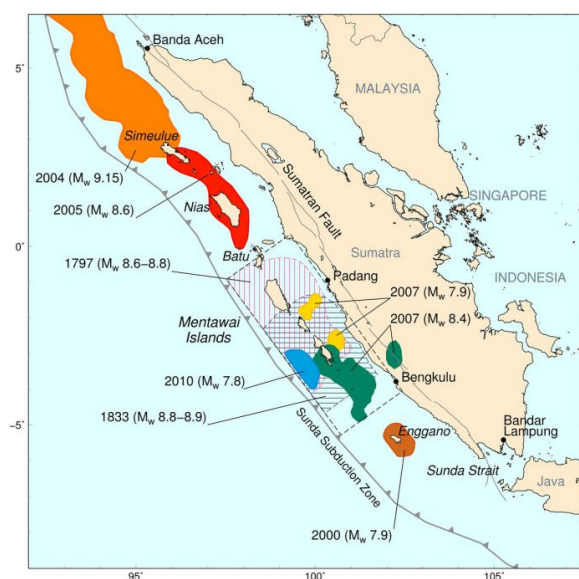 Banda Aceh
5°
MALAYSIA
Simeulue
2004 (Mw 9.15)
Sumatran Fault
2005 (Mw 8.6)
SINGAPORE
Nias
0°
Batu
Sumatra
1797 (Mw 8.6–8.8)
Padang
INDONESIA
2007 (Mw 7.9)
Mentawai
Islands
2007 (Mw 8.4)
2010 (Mw 7.8)
Bengkulu
1833 (Mw 8.8–8.9)
Sunda Subduction Zone
Enggano
Bandar
Lampung
−5°
Sunda Strait
Java
2000 (Mw 7.9)
95°
100°
105°